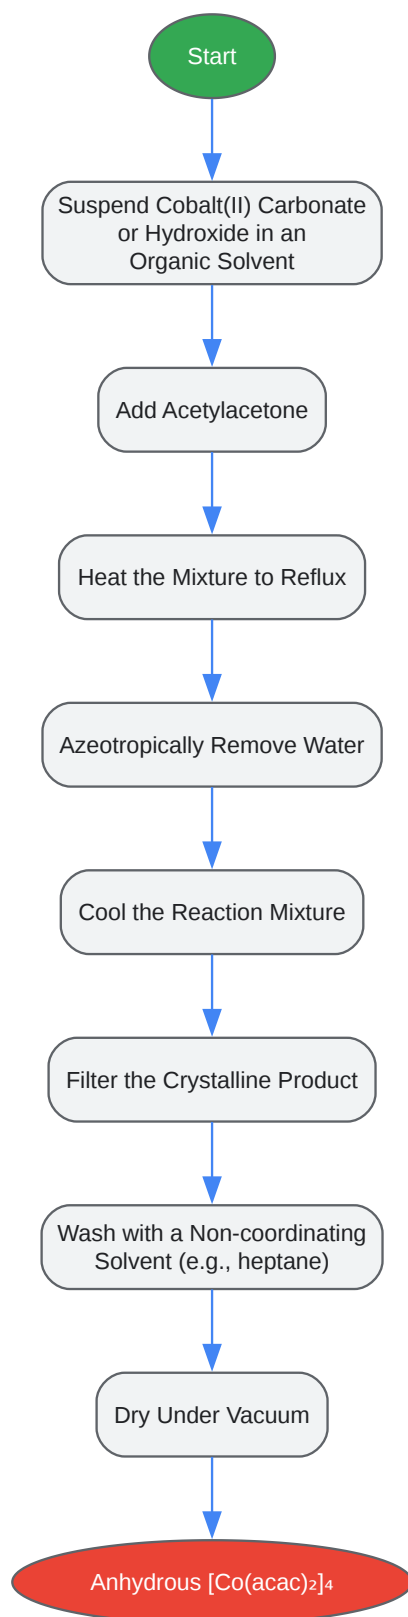 Start
Suspend Cobalt(II) Carbonate
or Hydroxide in an
Organic Solvent
Add Acetylacetone
Heat the Mixture to Reflux
Azeotropically Remove Water
Cool the Reaction Mixture
Filter the Crystalline Product
Wash with a Non-coordinating
Solvent (e.g., heptane)
Dry Under Vacuum
Anhydrous [Co(acac)₂]₄